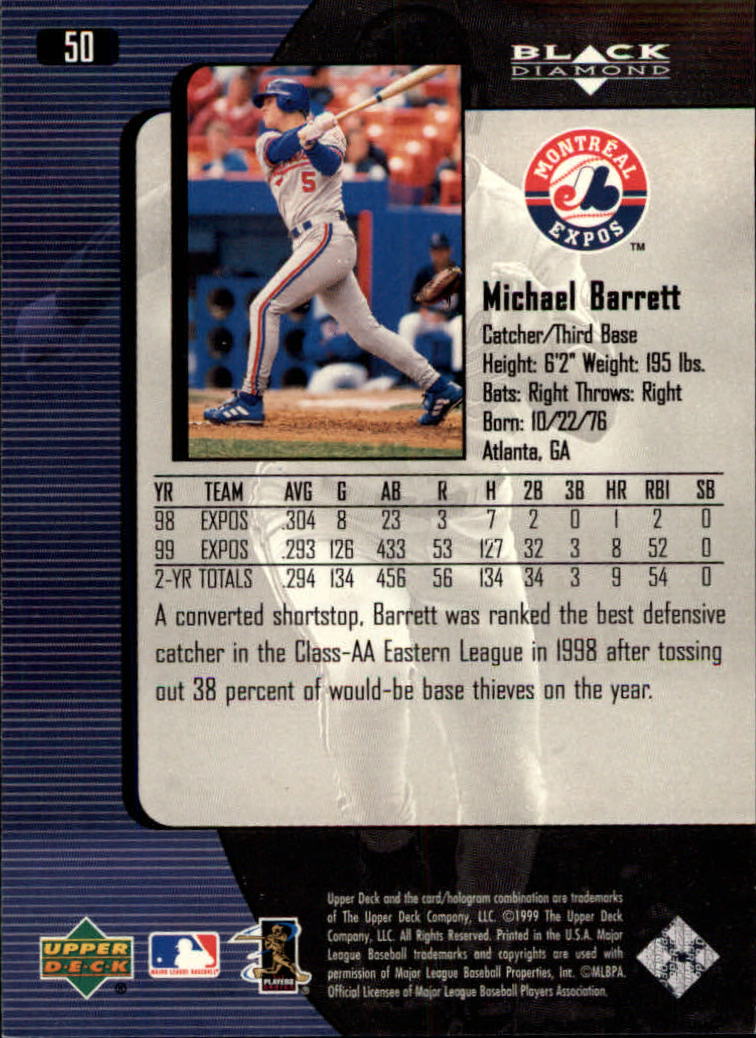 50
BLACK
DIAMOND
5
MONTRÉAL
EXPOS
TM
Michael Barrett
Catcher/Third Base
Height: 6'2" Weight: 195 lbs.
Bats: Right Throws: Right
Born: 10/22/76
Atlanta, GA
YR TEAM AVG G AB R H 2B 3B HR RBI SB
98 EXPOS .304 8 23 3 7 2 0 1 2 0
99 EXPOS .293 126 433 53 127 32 3 8 52 0
2-YR TOTALS .294 134 456 56 134 34 3 9 54 0
A converted shortstop, Barrett was ranked the best defensive
catcher in the Class-AA Eastern League in 1998 after tossing
out 38 percent of would-be base thieves on the year.
Upper Deck and the card/hologram combination are trademarks
of The Upper Deck Company, LLC. ©1999 The Upper Deck
Company, LLC. All Rights Reserved. Printed in the U.S.A. Major
League Baseball trademarks and copyrights are used with
permission of Major League Baseball Properties, Inc. ©MLBPA.
Official Licensee of Major League Baseball Players Association.
UPPER
DECK
®
MAJOR LEAGUE BASEBALL
PLAYERS